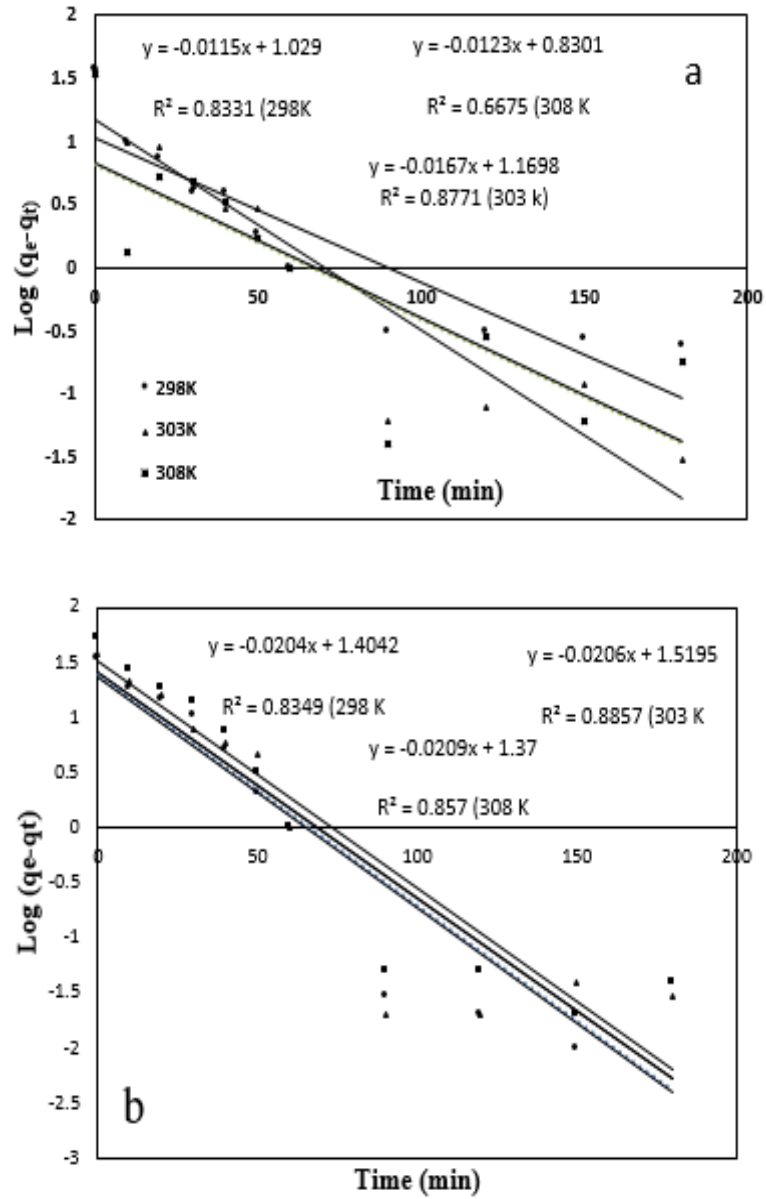 2
y = -0.0115x + 1.029
y = -0.0123x + 0.8301
a
1.5
R² = 0.8331 (298K
R² = 0.6675 (308 K
1
y = -0.0167x + 1.1698
R² = 0.8771 (303 k)
0.5
0
0 50 100 150 200
-0.5
298K
-1
303K
308K
-1.5
-2
Log (qe-qt)
Time (min)
2
y = -0.0204x + 1.4042
y = -0.0206x + 1.5195
1.5
R² = 0.8349 (298 K
R² = 0.8857 (303 K
1
y = -0.0209x + 1.37
0.5
R² = 0.857 (308 K
0
0 50 100 150 200
-0.5
-1
-1.5
-2
-2.5
b
-3
Log (qe-qt)
Time (min)